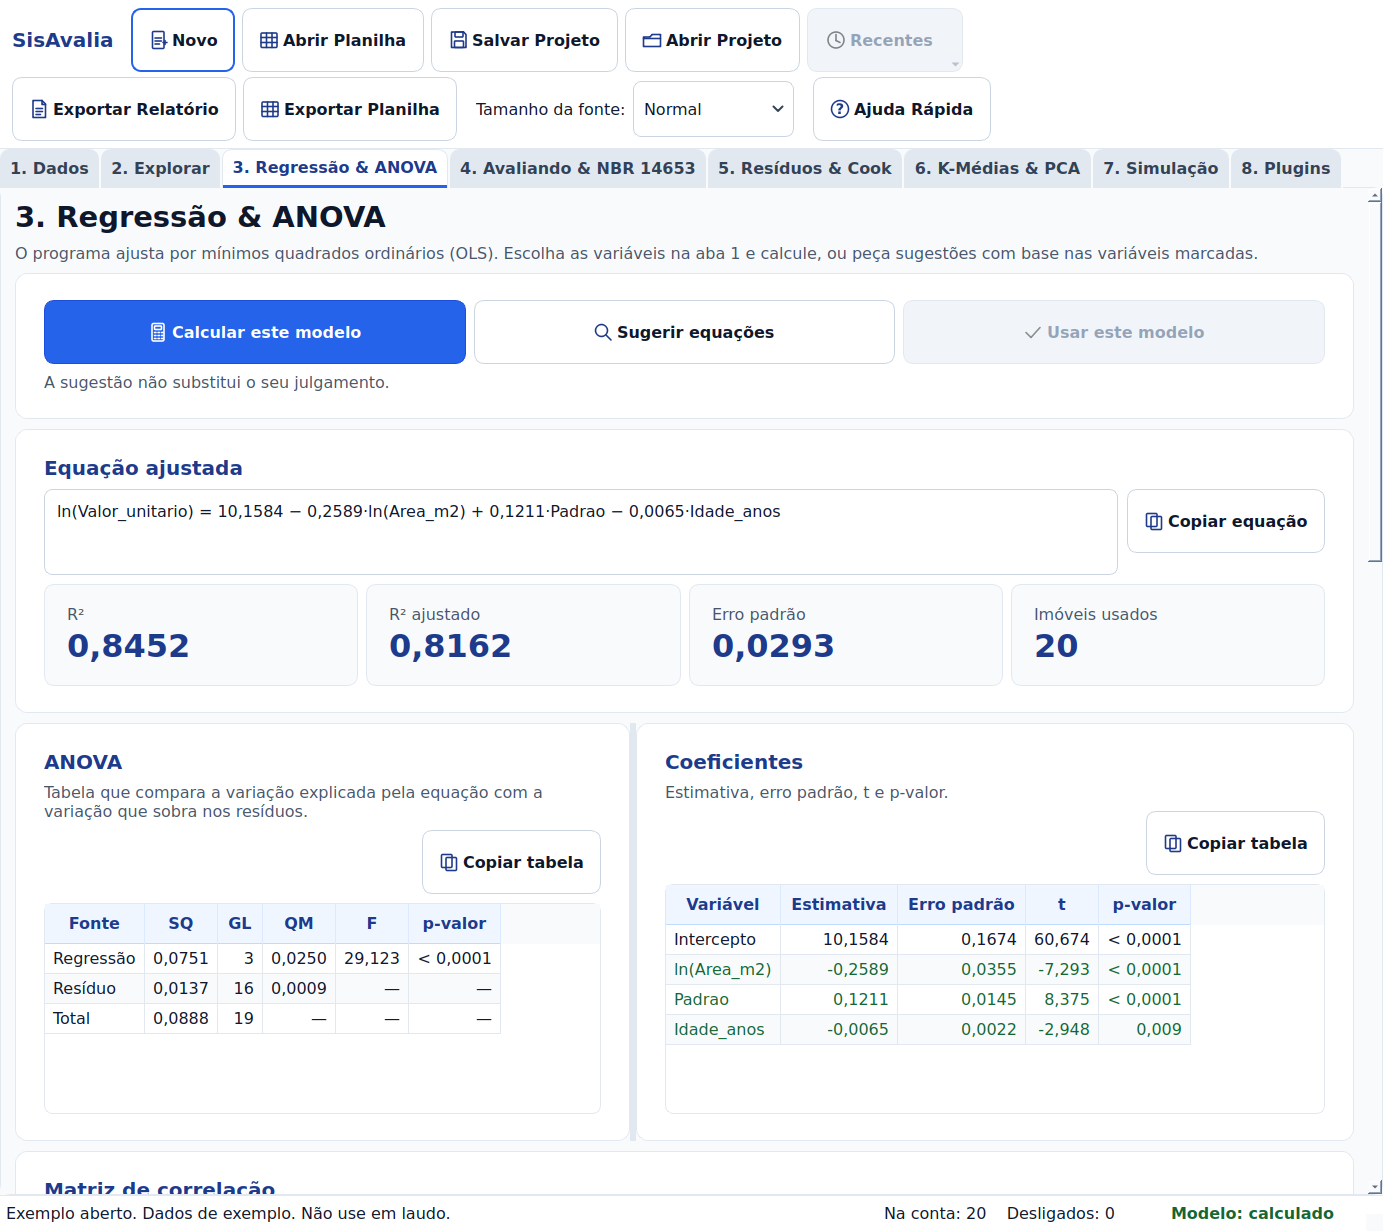 SisAvalia Novo Abrir Planilha Salvar Projeto Abrir Projeto Recentes
Exportar Relatório Exportar Planilha Tamanho da fonte: Normal Ajuda Rápida
1. Dados 2. Explorar 3. Regressão & ANOVA 4. Avaliando & NBR 14653 5. Resíduos & Cook 6. K-Médias & PCA 7. Simulação 8. Plugins
3. Regressão & ANOVA
O programa ajusta por mínimos quadrados ordinários (OLS). Escolha as variáveis na aba 1 e calcule, ou peça sugestões com base nas variáveis marcadas.
Calcular este modelo Sugerir equações Usar este modelo
A sugestão não substitui o seu julgamento.
Equação ajustada
ln(Valor_unitario) = 10,1584 − 0,2589·ln(Area_m2) + 0,1211·Padrao − 0,0065·Idade_anos
Copiar equação
R² R² ajustado Erro padrão Imóveis usados
0,8452 0,8162 0,0293 20
ANOVA
Tabela que compara a variação explicada pela equação com a
variação que sobra nos resíduos.
Copiar tabela
Fonte SQ GL QM F p-valor
Regressão 0,0751 3 0,0250 29,123 < 0,0001
Resíduo 0,0137 16 0,0009 — —
Total 0,0888 19 — — —
Coeficientes
Estimativa, erro padrão, t e p-valor.
Copiar tabela
Variável Estimativa Erro padrão t p-valor
Intercepto 10,1584 0,1674 60,674 < 0,0001
ln(Area_m2) -0,2589 0,0355 -7,293 < 0,0001
Padrao 0,1211 0,0145 8,375 < 0,0001
Idade_anos -0,0065 0,0022 -2,948 0,009
Matriz de correlação
Exemplo aberto. Dados de exemplo. Não use em laudo. Na conta: 20 Desligados: 0 Modelo: calculado